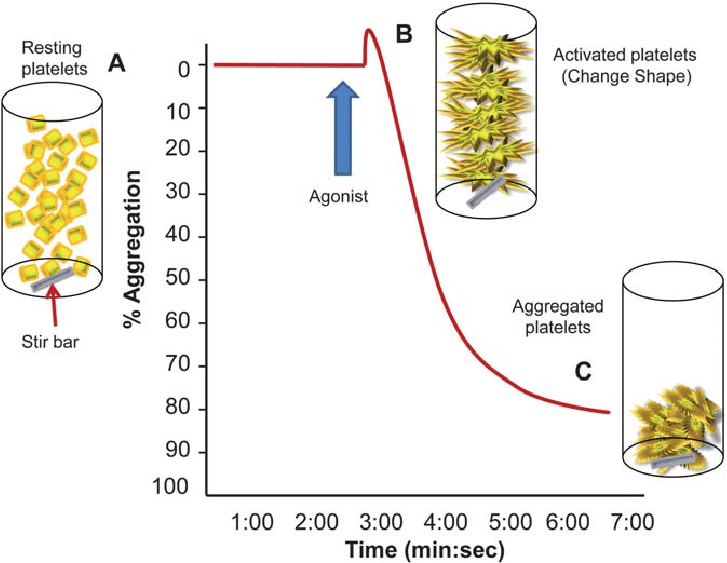 Resting
platelets
A
Stir bar
% Aggregation
0
10
20
30
40
50
60
70
80
90
100
Agonist
B
Activated platelets
(Change Shape)
Aggregated
platelets
C
1:00 2:00 3:00 4:00 5:00 6:00 7:00
Time (min:sec)